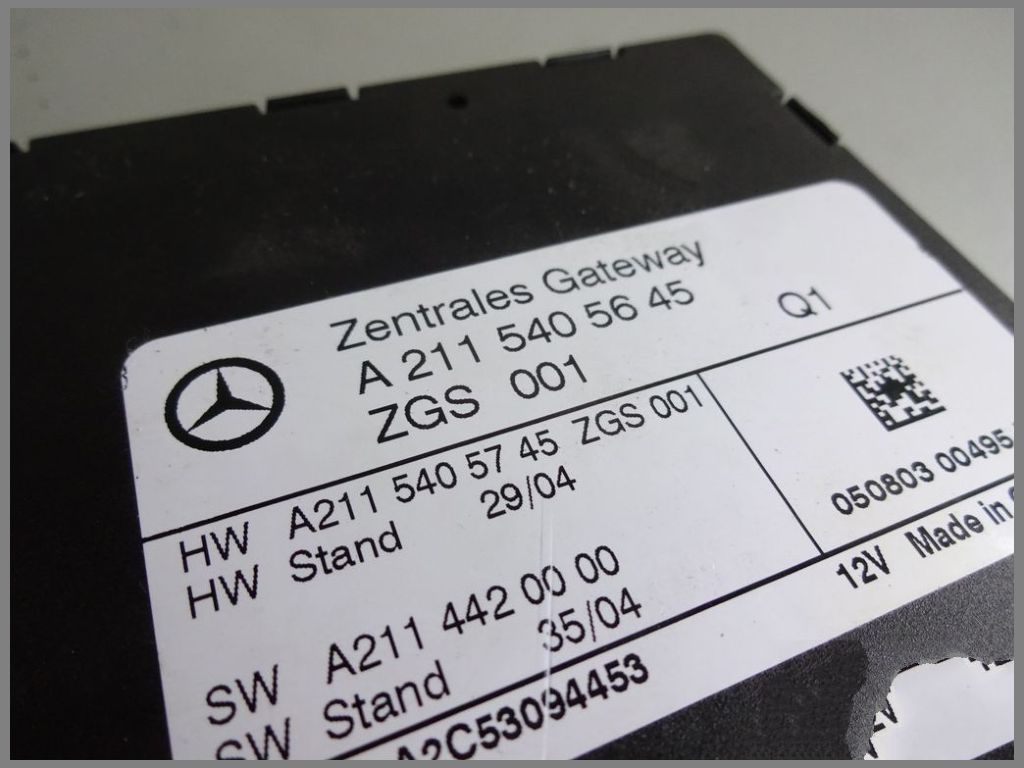 Zentrales Gateway
A 211 540 56 45
ZGS 001
Q1
HW A211 540 57 45 ZGS 001
HW Stand 29/04
050803 00495
SW A211 442 00 00
SW Stand 35/04
12V Made in
A2C53094453